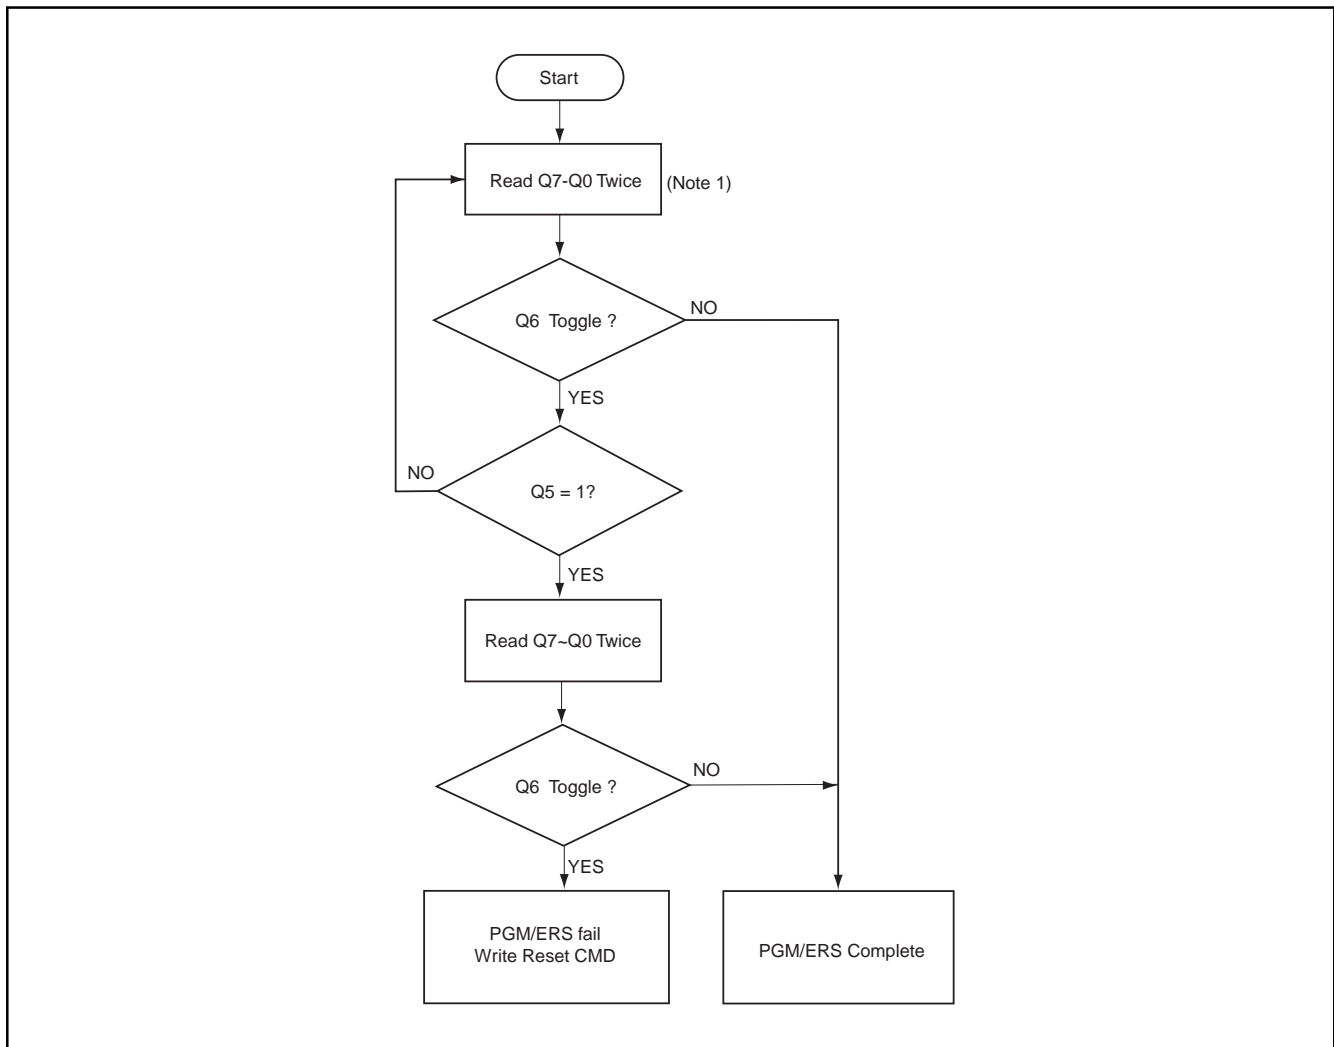 Start
Read Q7-Q0 Twice
(Note 1)
Q6 Toggle ?
NO
YES
NO
Q5 = 1?
YES
Read Q7~Q0 Twice
Q6 Toggle ?
NO
YES
PGM/ERS fail
Write Reset CMD
PGM/ERS Complete